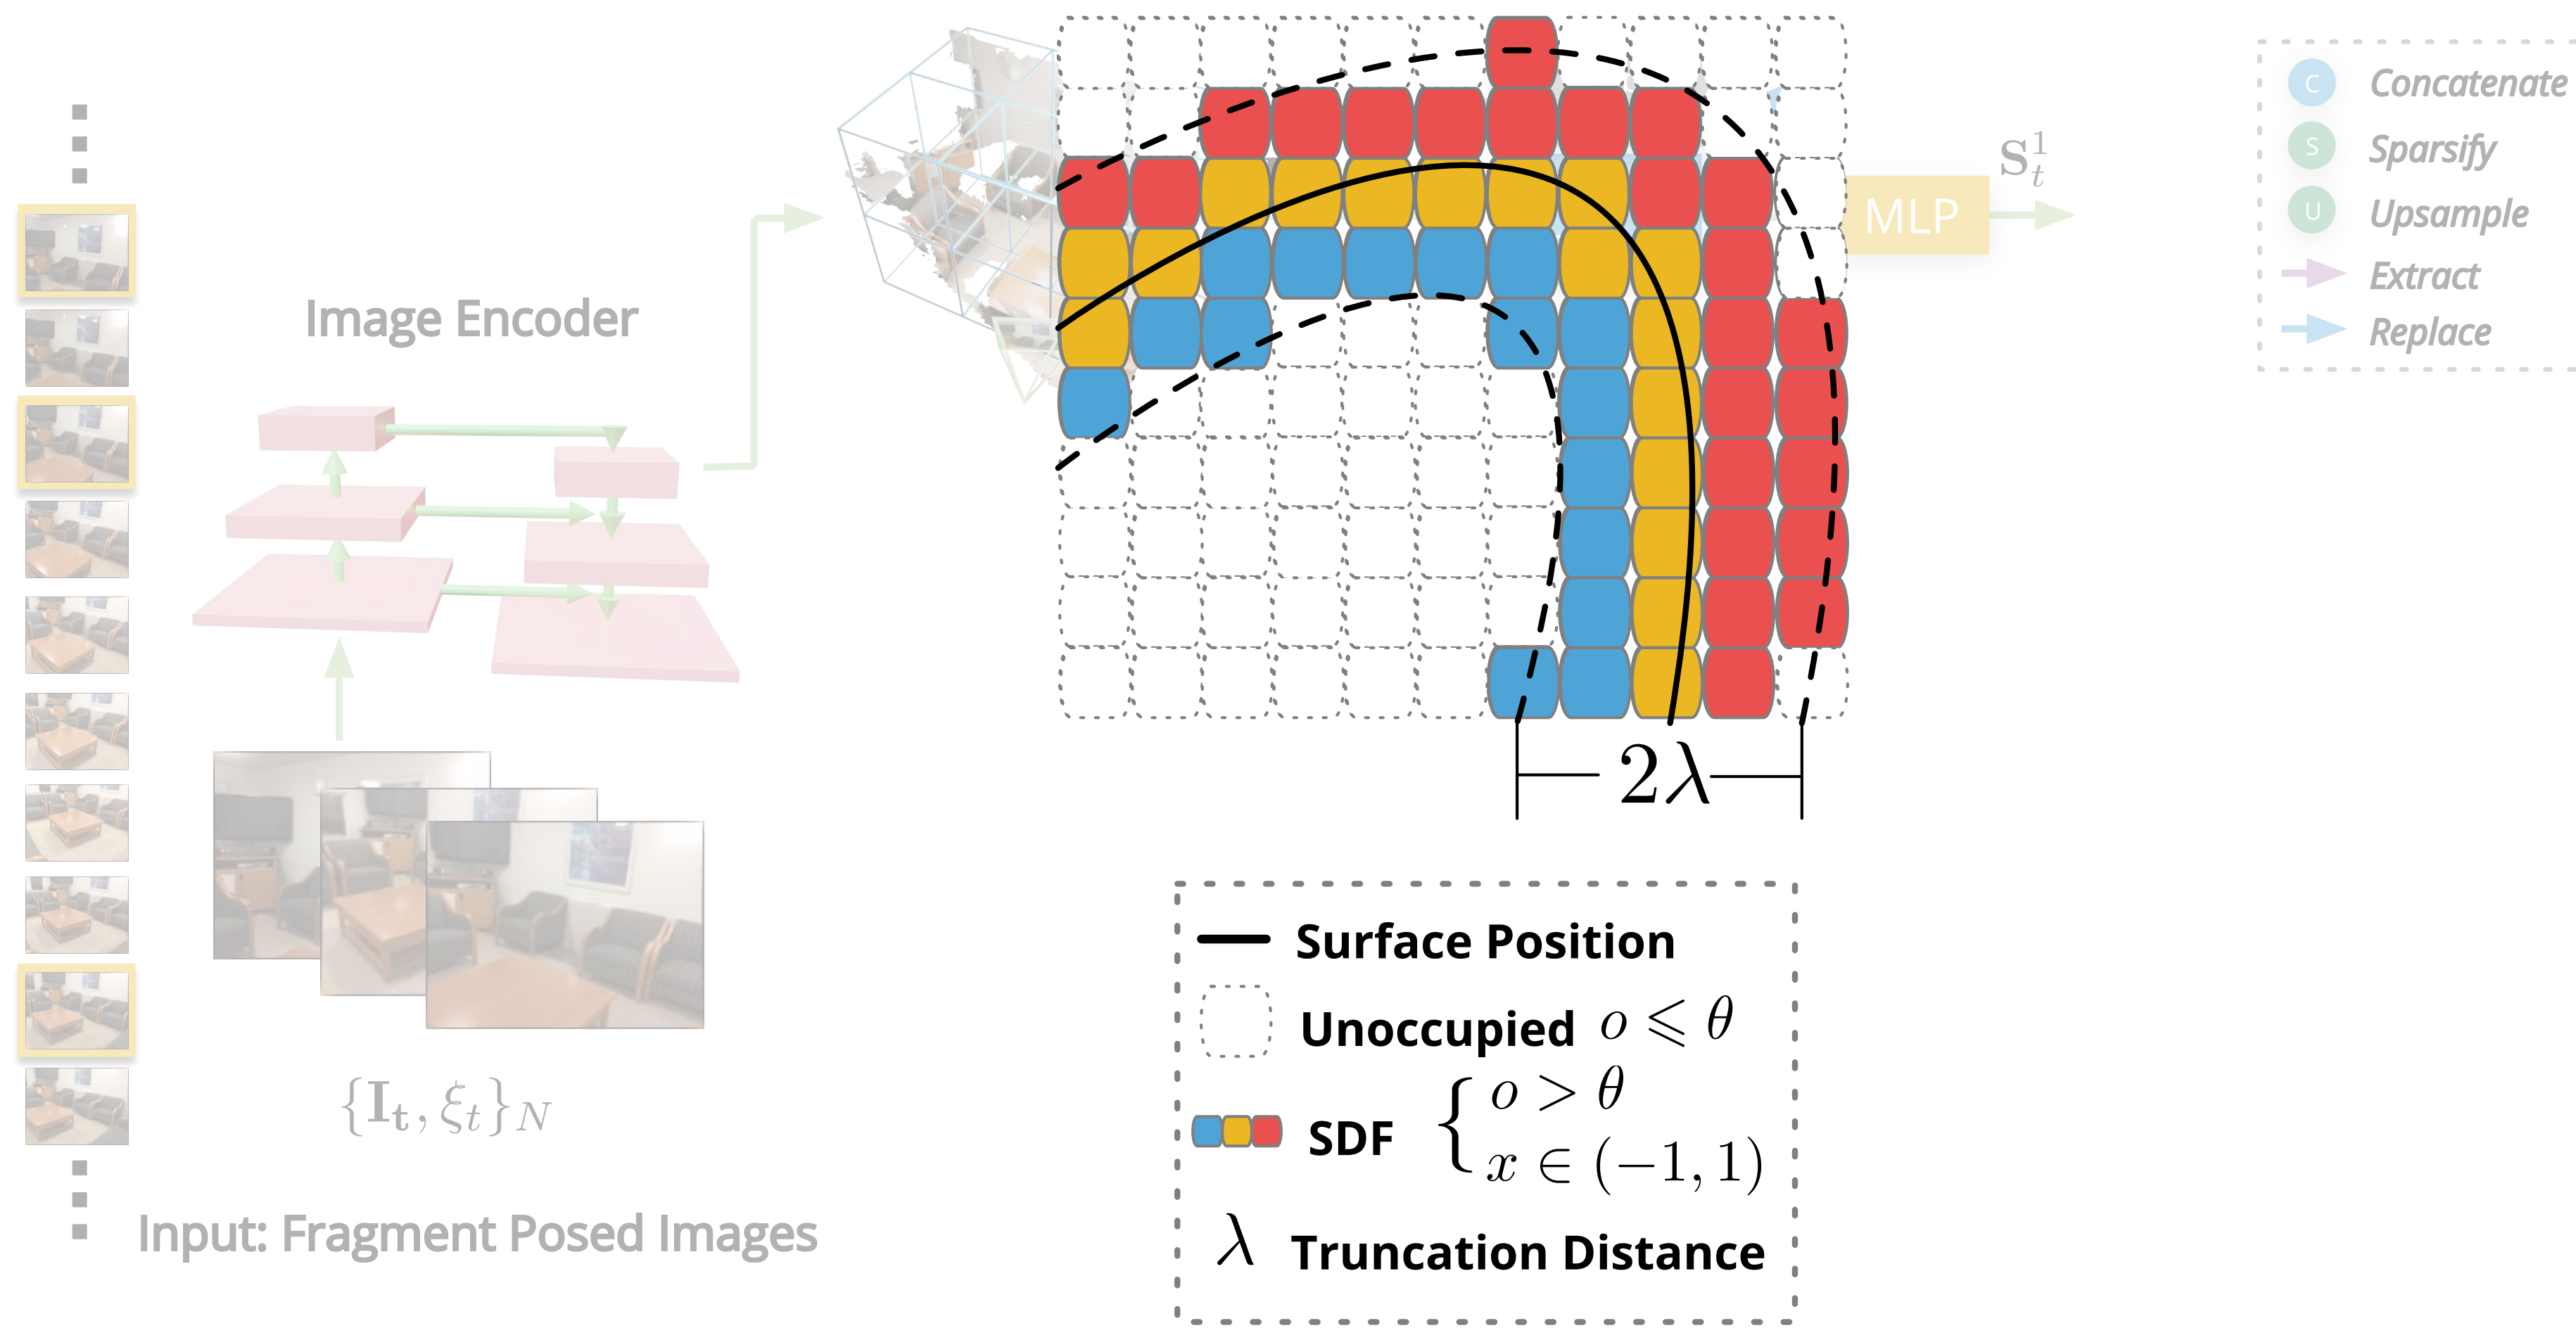 Image Encoder
{I_t, ξ_t}_N
Input: Fragment Posed Images
MLP
S_t^1
C Concatenate
S Sparsify
U Upsample
Extract
Replace
2λ
Surface Position
Unoccupied o ⩽ θ
SDF { o > θ
x ∈ (−1, 1)
λ Truncation Distance